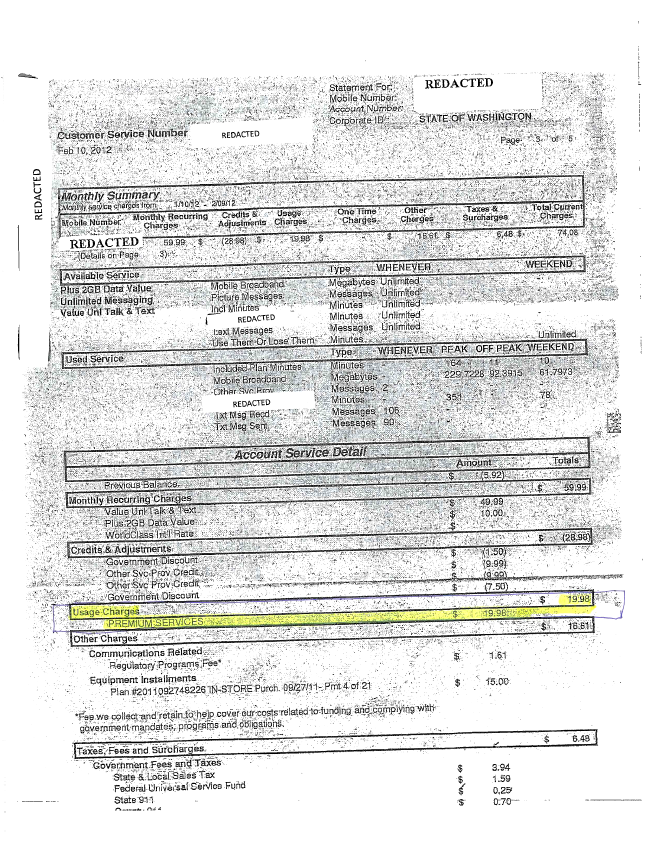 REDACTED
Statement For:
Mobile Number:
Account Number:
Corporate ID:
REDACTED
STATE OF WASHINGTON
Customer Service Number REDACTED
Feb 10, 2012
Page 3 of 5
Monthly Summary
Monthly service charges from 1/10/12 - 2/09/12
Mobile Number Monthly Recurring Charges Credits & Adjustments Usage Charges One Time Charges Other Charges Taxes & Surcharges Total Current Charges
REDACTED 59.99 $ (28.98) $ 19.98 $ 16.61 $ 6.48 $ 74.08
(Details on Page 3)
Available Service Type WHENEVER WEEKEND
Plus 2GB Data Value Mobile Broadband Megabytes Unlimited
Unlimited Messaging Picture Messages Messages Unlimited
Value Unl Talk & Text Incl Minutes Minutes Unlimited
REDACTED Minutes Unlimited
Text Messages Messages Unlimited
Use Them Or Lose Them Minutes Unlimited
Used Service Type WHENEVER PEAK OFF PEAK WEEKEND
Included Plan Minutes Minutes 64 11 10
Mobile Broadband Megabytes 229.7228 92.3915 61.7973
Other Svc Messages 2
REDACTED Minutes 353 78
Txt Msg Recd Messages 106
Txt Msg Sent Messages 90
Account Service Detail
Amount Totals
Previous Balance $ (5.92)
Monthly Recurring Charges $ 59.99
Value Unl Talk & Text $ 49.99
Plus 2GB Data Value $ 10.00
WorldClass Int'l Rate $
Credits & Adjustments $ (28.98)
Government Discount $ (1.50)
Other Svc Prov Credit $ (9.99)
Other Svc Prov Credit $ (9.99)
Government Discount $ (7.50)
Usage Charges $ 19.98
PREMIUM SERVICES $ 19.98
Other Charges $ 16.61
Communications Related
Regulatory Programs Fee* $ 1.61
Equipment Installments
Plan #2011092748226 IN-STORE Purch. 09/27/11- Pmt 4 of 21 $ 15.00
*Fee we collect and retain to help cover our costs related to funding and complying with
government mandates, programs and obligations.
Taxes, Fees and Surcharges $ 6.48
Government Fees and Taxes
State & Local Sales Tax $ 3.94
Federal Universal Service Fund $ 1.59
State 911 $ 0.25
County 911 $ 0.70